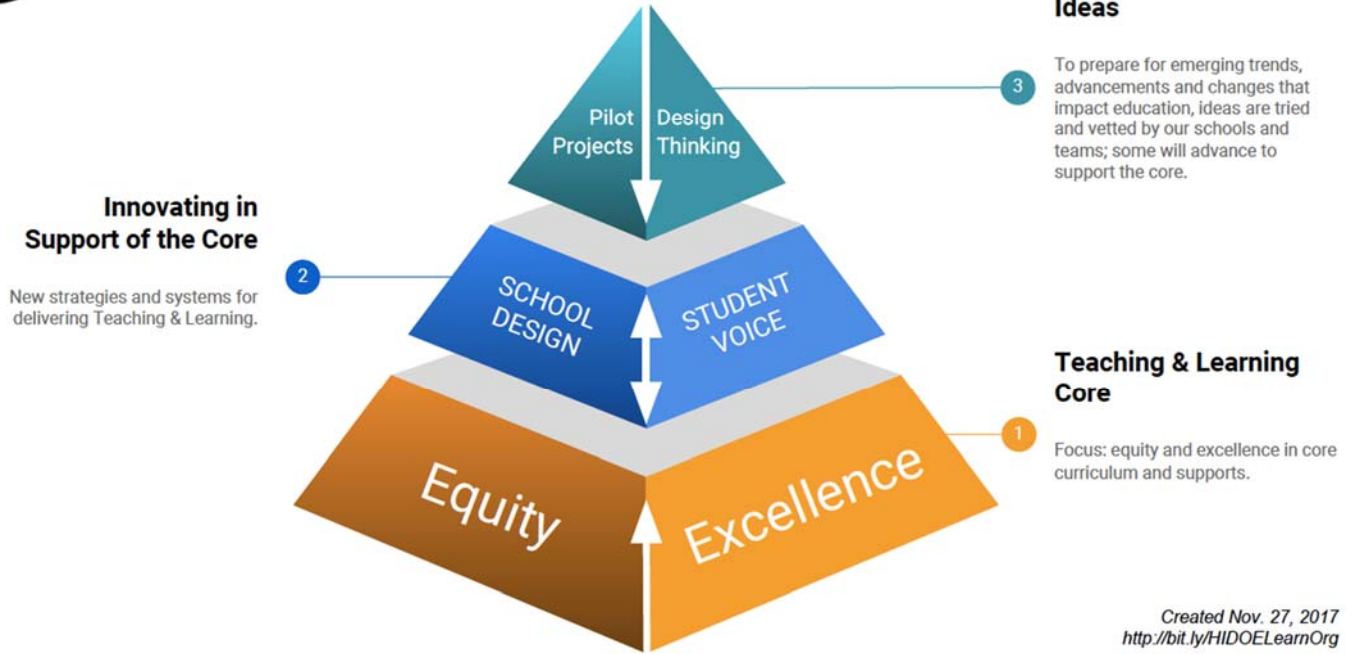 Ideas
To prepare for emerging trends,
advancements and changes that
impact education, ideas are tried
and vetted by our schools and
teams; some will advance to
support the core.
3
Pilot
Projects
Design
Thinking
Innovating in
Support of the Core
New strategies and systems for
delivering Teaching & Learning.
2
SCHOOL
DESIGN
STUDENT
VOICE
Teaching & Learning
Core
Focus: equity and excellence in core
curriculum and supports.
1
Equity
Excellence
Created Nov. 27, 2017
http://bit.ly/HIDOELearnOrg